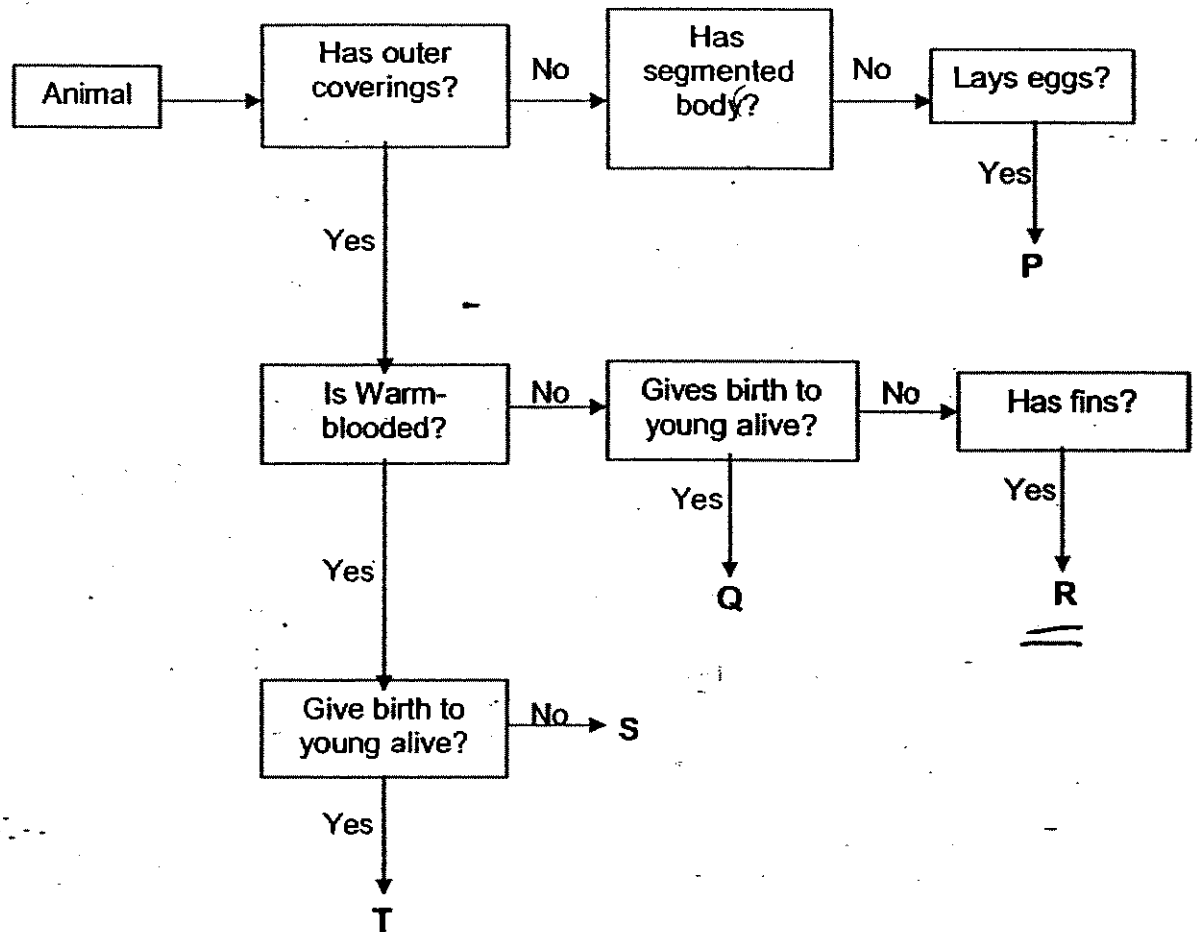 Animal
Has outer
coverings?
No
Has
segmented
body?
No
Lays eggs?
Yes
P
Yes
Is Warm-
blooded?
No
Gives birth to
young alive?
No
Has fins?
Yes
Q
Yes
R
Yes
Give birth to
young alive?
No
S
Yes
T